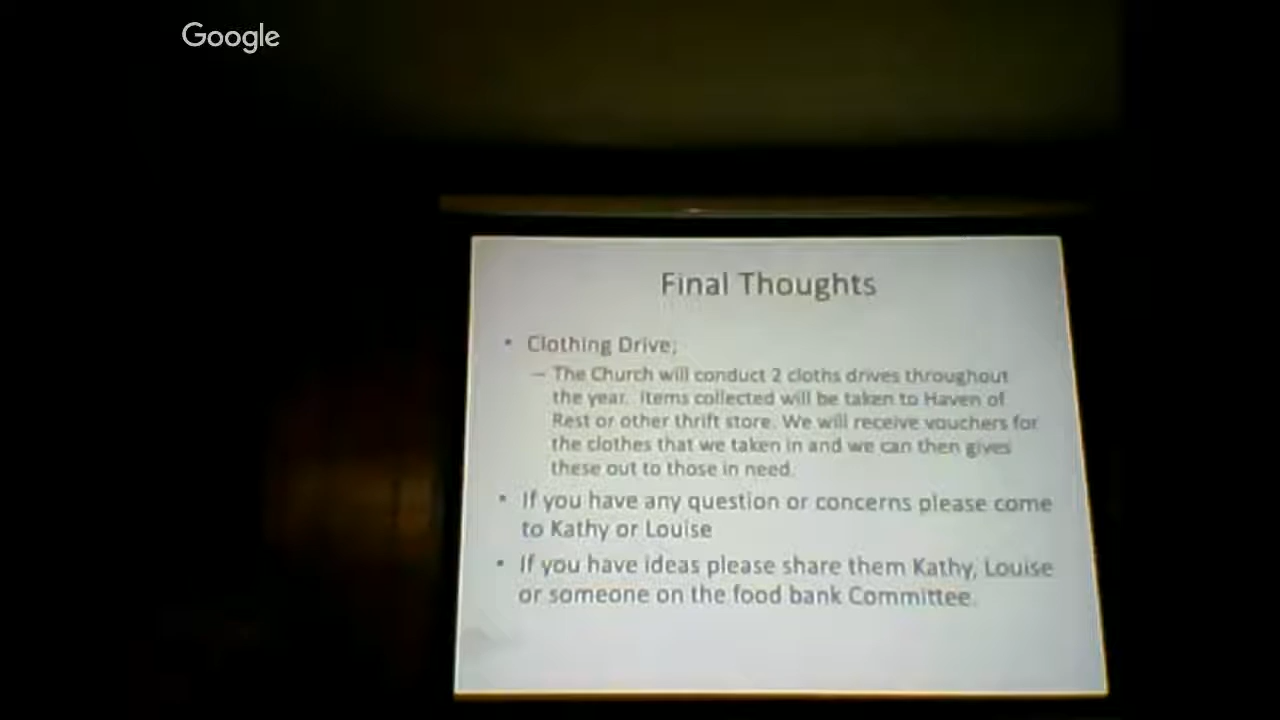 Google
Final Thoughts
• Clothing Drive;
– The Church will conduct 2 cloths drives throughout
the year. Items collected will be taken to Haven of
Rest or other thrift store. We will receive vouchers for
the clothes that we taken in and we can then gives
these out to those in need.
• If you have any question or concerns please come
to Kathy or Louise
• If you have ideas please share them Kathy, Louise
or someone on the food bank Committee.